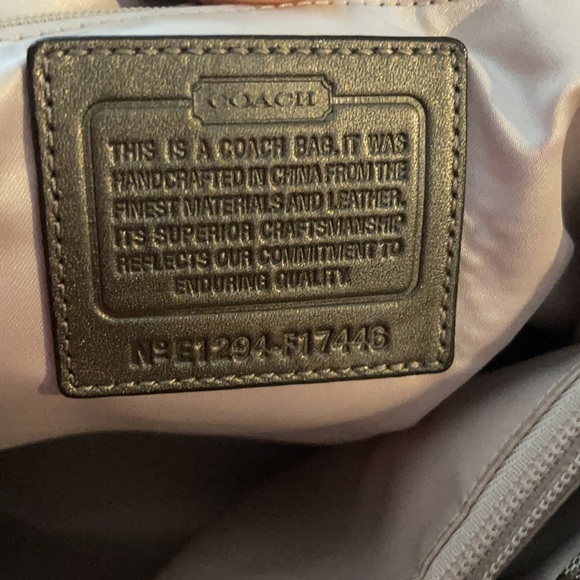 COACH
THIS IS A COACH BAG. IT WAS
HANDCRAFTED IN CHINA FROM THE
FINEST MATERIALS AND LEATHER.
ITS SUPERIOR CRAFTSMANSHIP
REFLECTS OUR COMMITMENT TO
ENDURING QUALITY.
Nº E1294-F17446